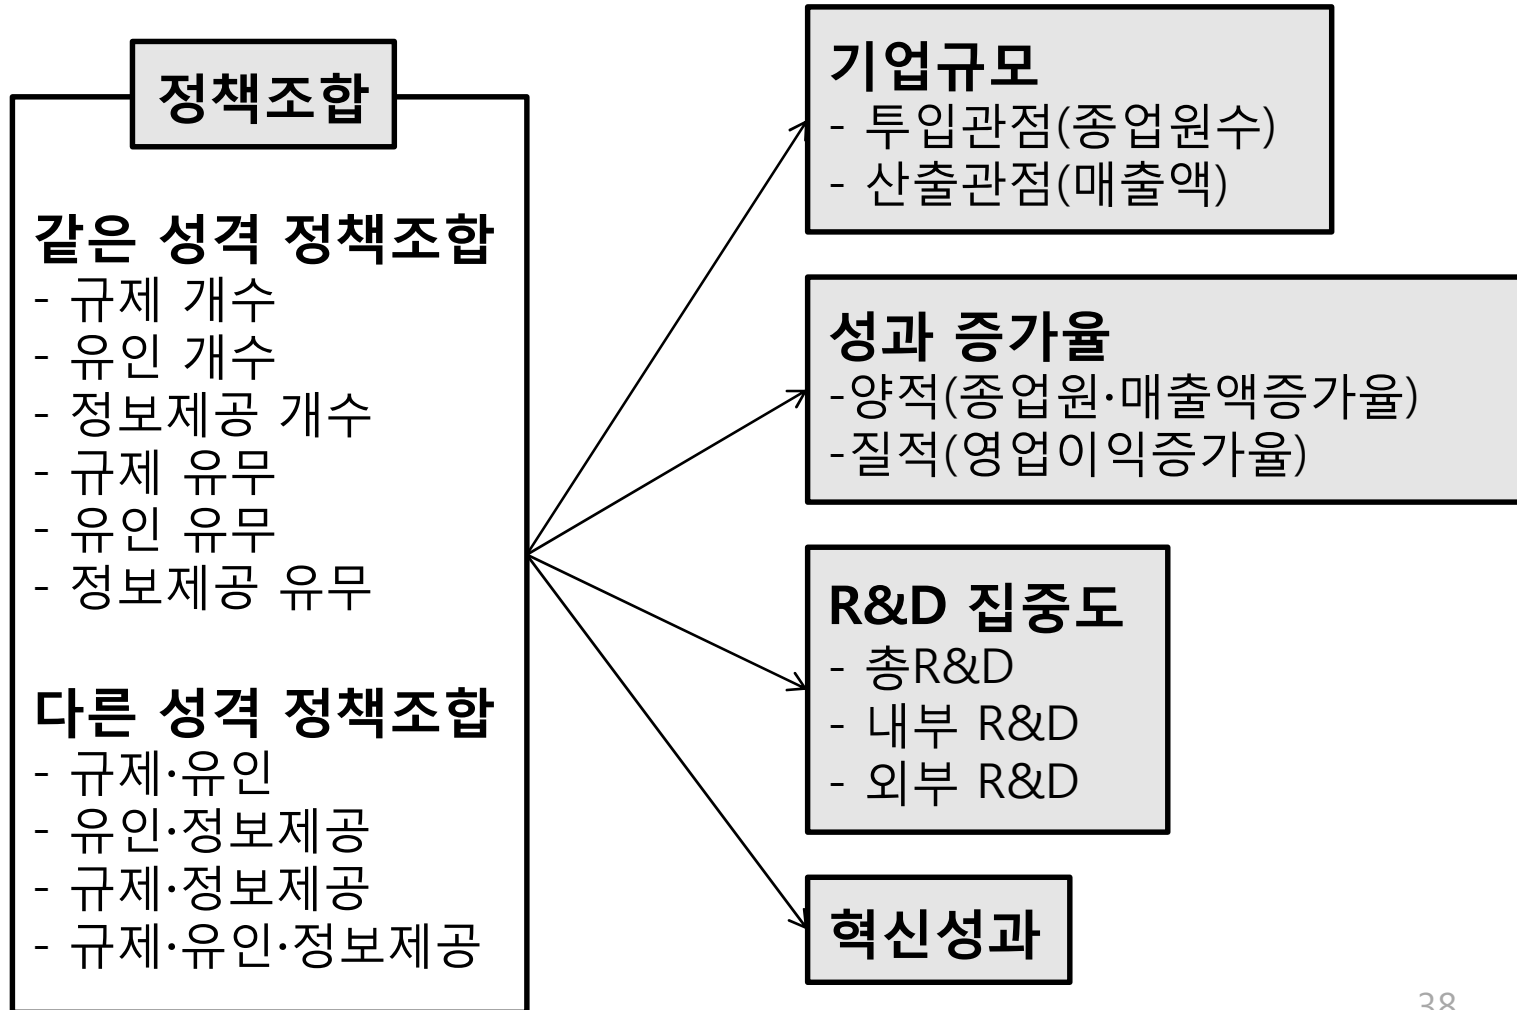 정책조합
같은 성격 정책조합
- 규제 개수
- 유인 개수
- 정보제공 개수
- 규제 유무
- 유인 유무
- 정보제공 유무
다른 성격 정책조합
- 규제·유인
- 유인·정보제공
- 규제·정보제공
- 규제·유인·정보제공
기업규모
- 투입관점(종업원수)
- 산출관점(매출액)
성과 증가율
-양적(종업원·매출액증가율)
-질적(영업이익증가율)
R&D 집중도
- 총R&D
- 내부 R&D
- 외부 R&D
혁신성과
38